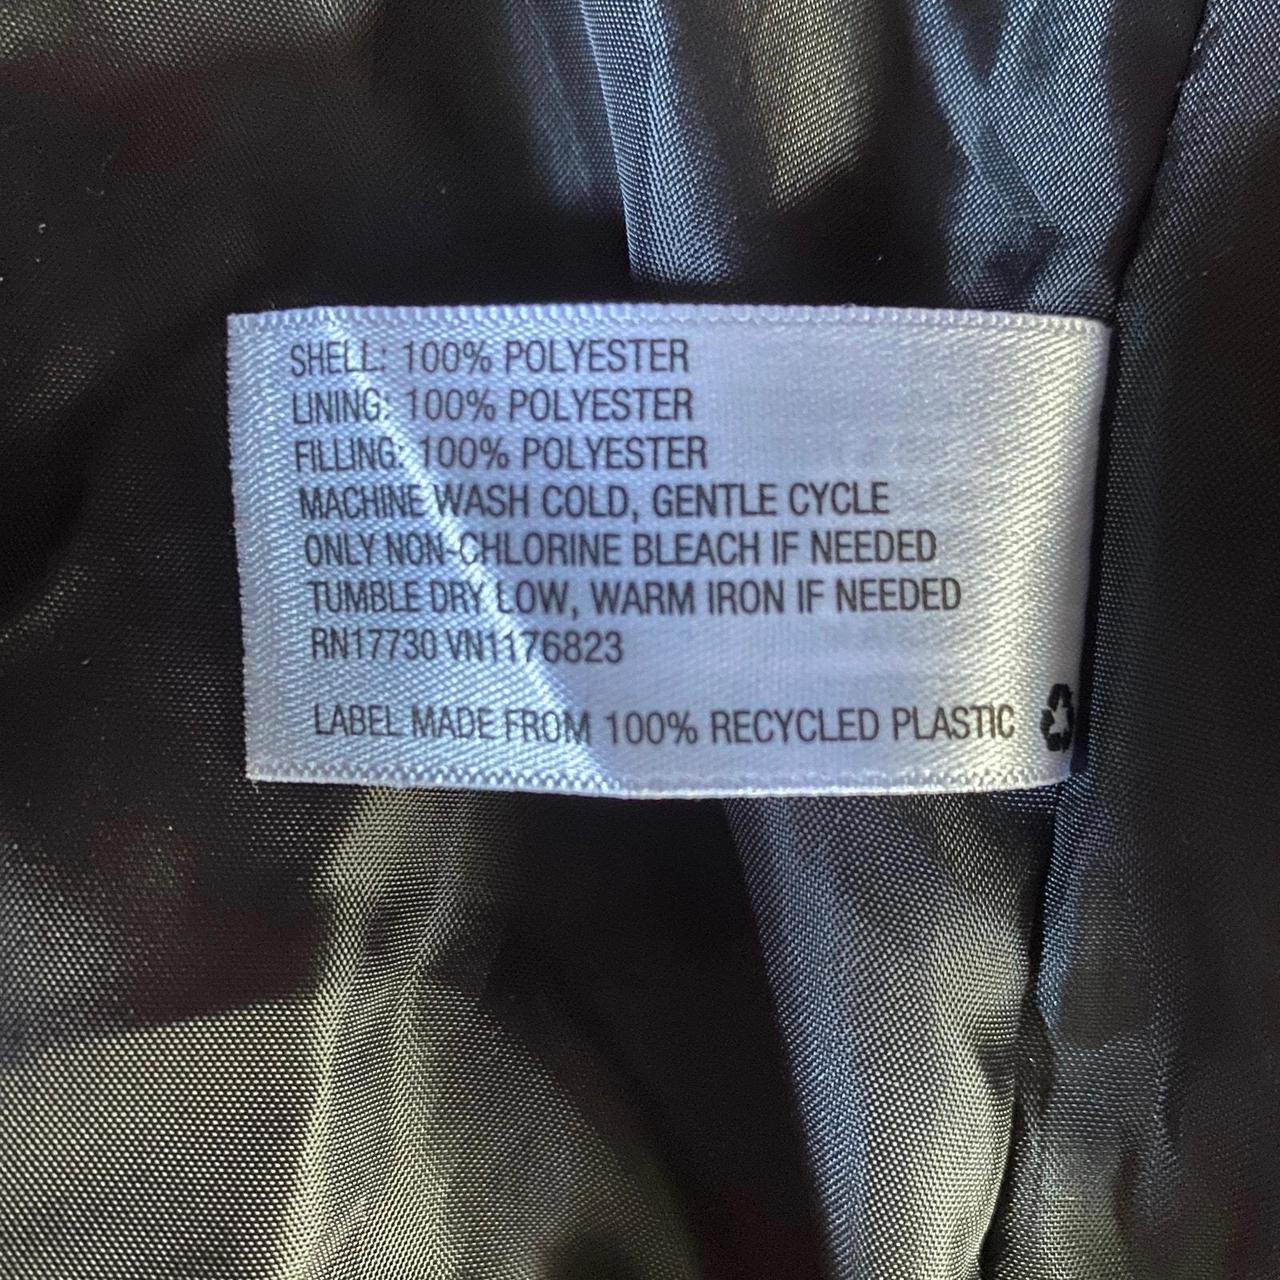 SHELL: 100% POLYESTER
LINING: 100% POLYESTER
FILLING: 100% POLYESTER
MACHINE WASH COLD, GENTLE CYCLE
ONLY NON-CHLORINE BLEACH IF NEEDED
TUMBLE DRY LOW, WARM IRON IF NEEDED
RN17730 VN1176823
LABEL MADE FROM 100% RECYCLED PLASTIC